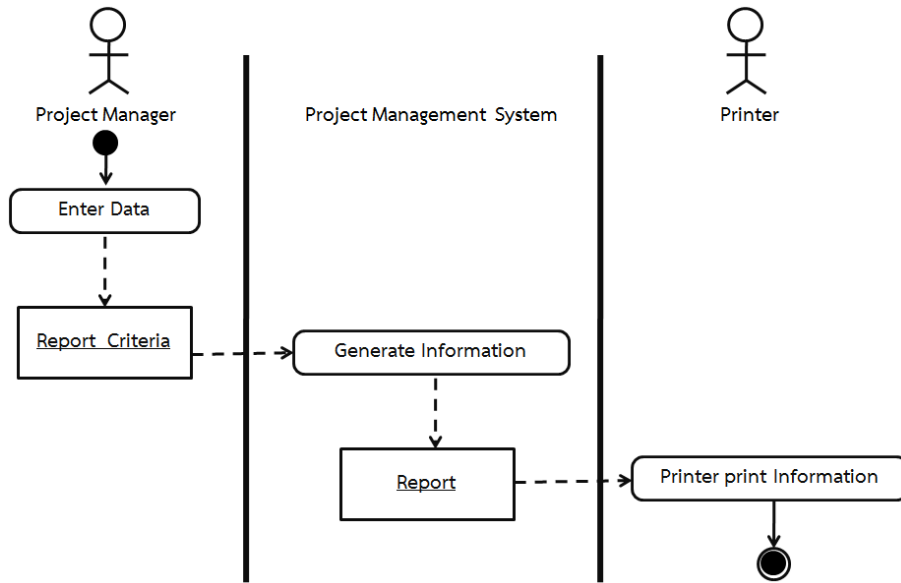 Project Manager
Project Management System
Printer
Enter Data
Report Criteria
Generate Information
Report
Printer print Information